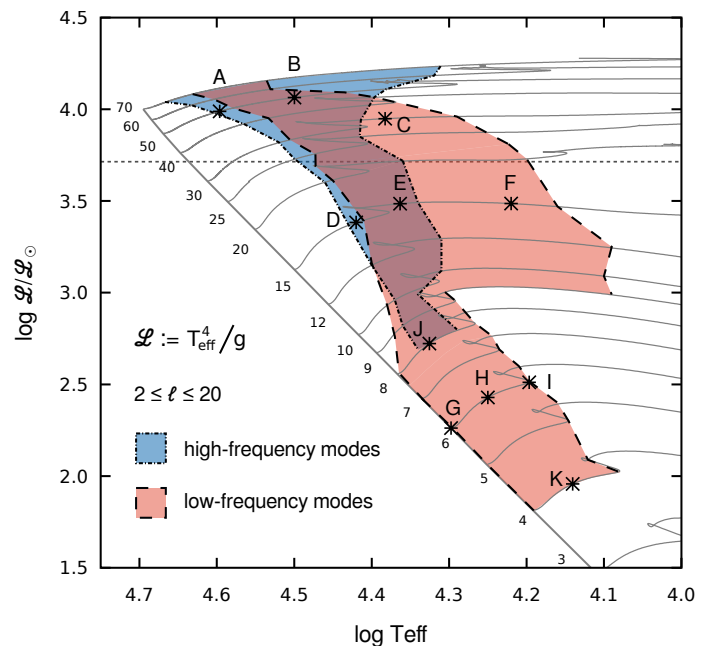 A
B
4.0
70
60
50
40
30
25
20
15
12
10
9
8
7
6
5
4
3
C
D
E
F
J
H
I
G
K
3.5
3.0
2.5
2.0
1.5
log ℒ/ℒ⊙
ℒ := T⁴eff/g
2 ≤ ℓ ≤ 20
high-frequency modes
low-frequency modes
4.7 4.6 4.5 4.4 4.3 4.2 4.1 4.0
log Teff